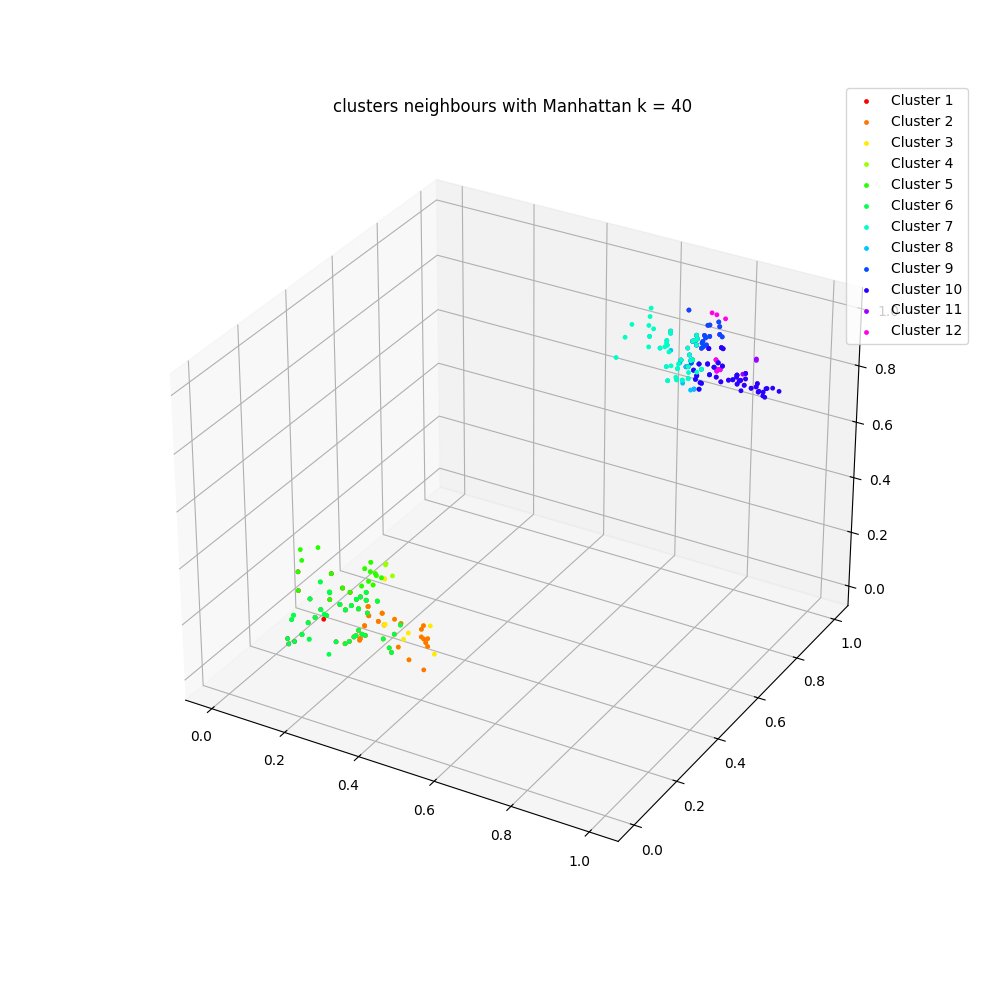 clusters neighbours with Manhattan k = 40
Cluster 1
Cluster 2
Cluster 3
Cluster 4
Cluster 5
Cluster 6
Cluster 7
Cluster 8
Cluster 9
Cluster 10
Cluster 11
Cluster 12
0.8
0.6
0.4
0.2
0.0
0.0
0.2
0.4
0.6
0.8
1.0
0.0
0.2
0.4
0.6
0.8
1.0